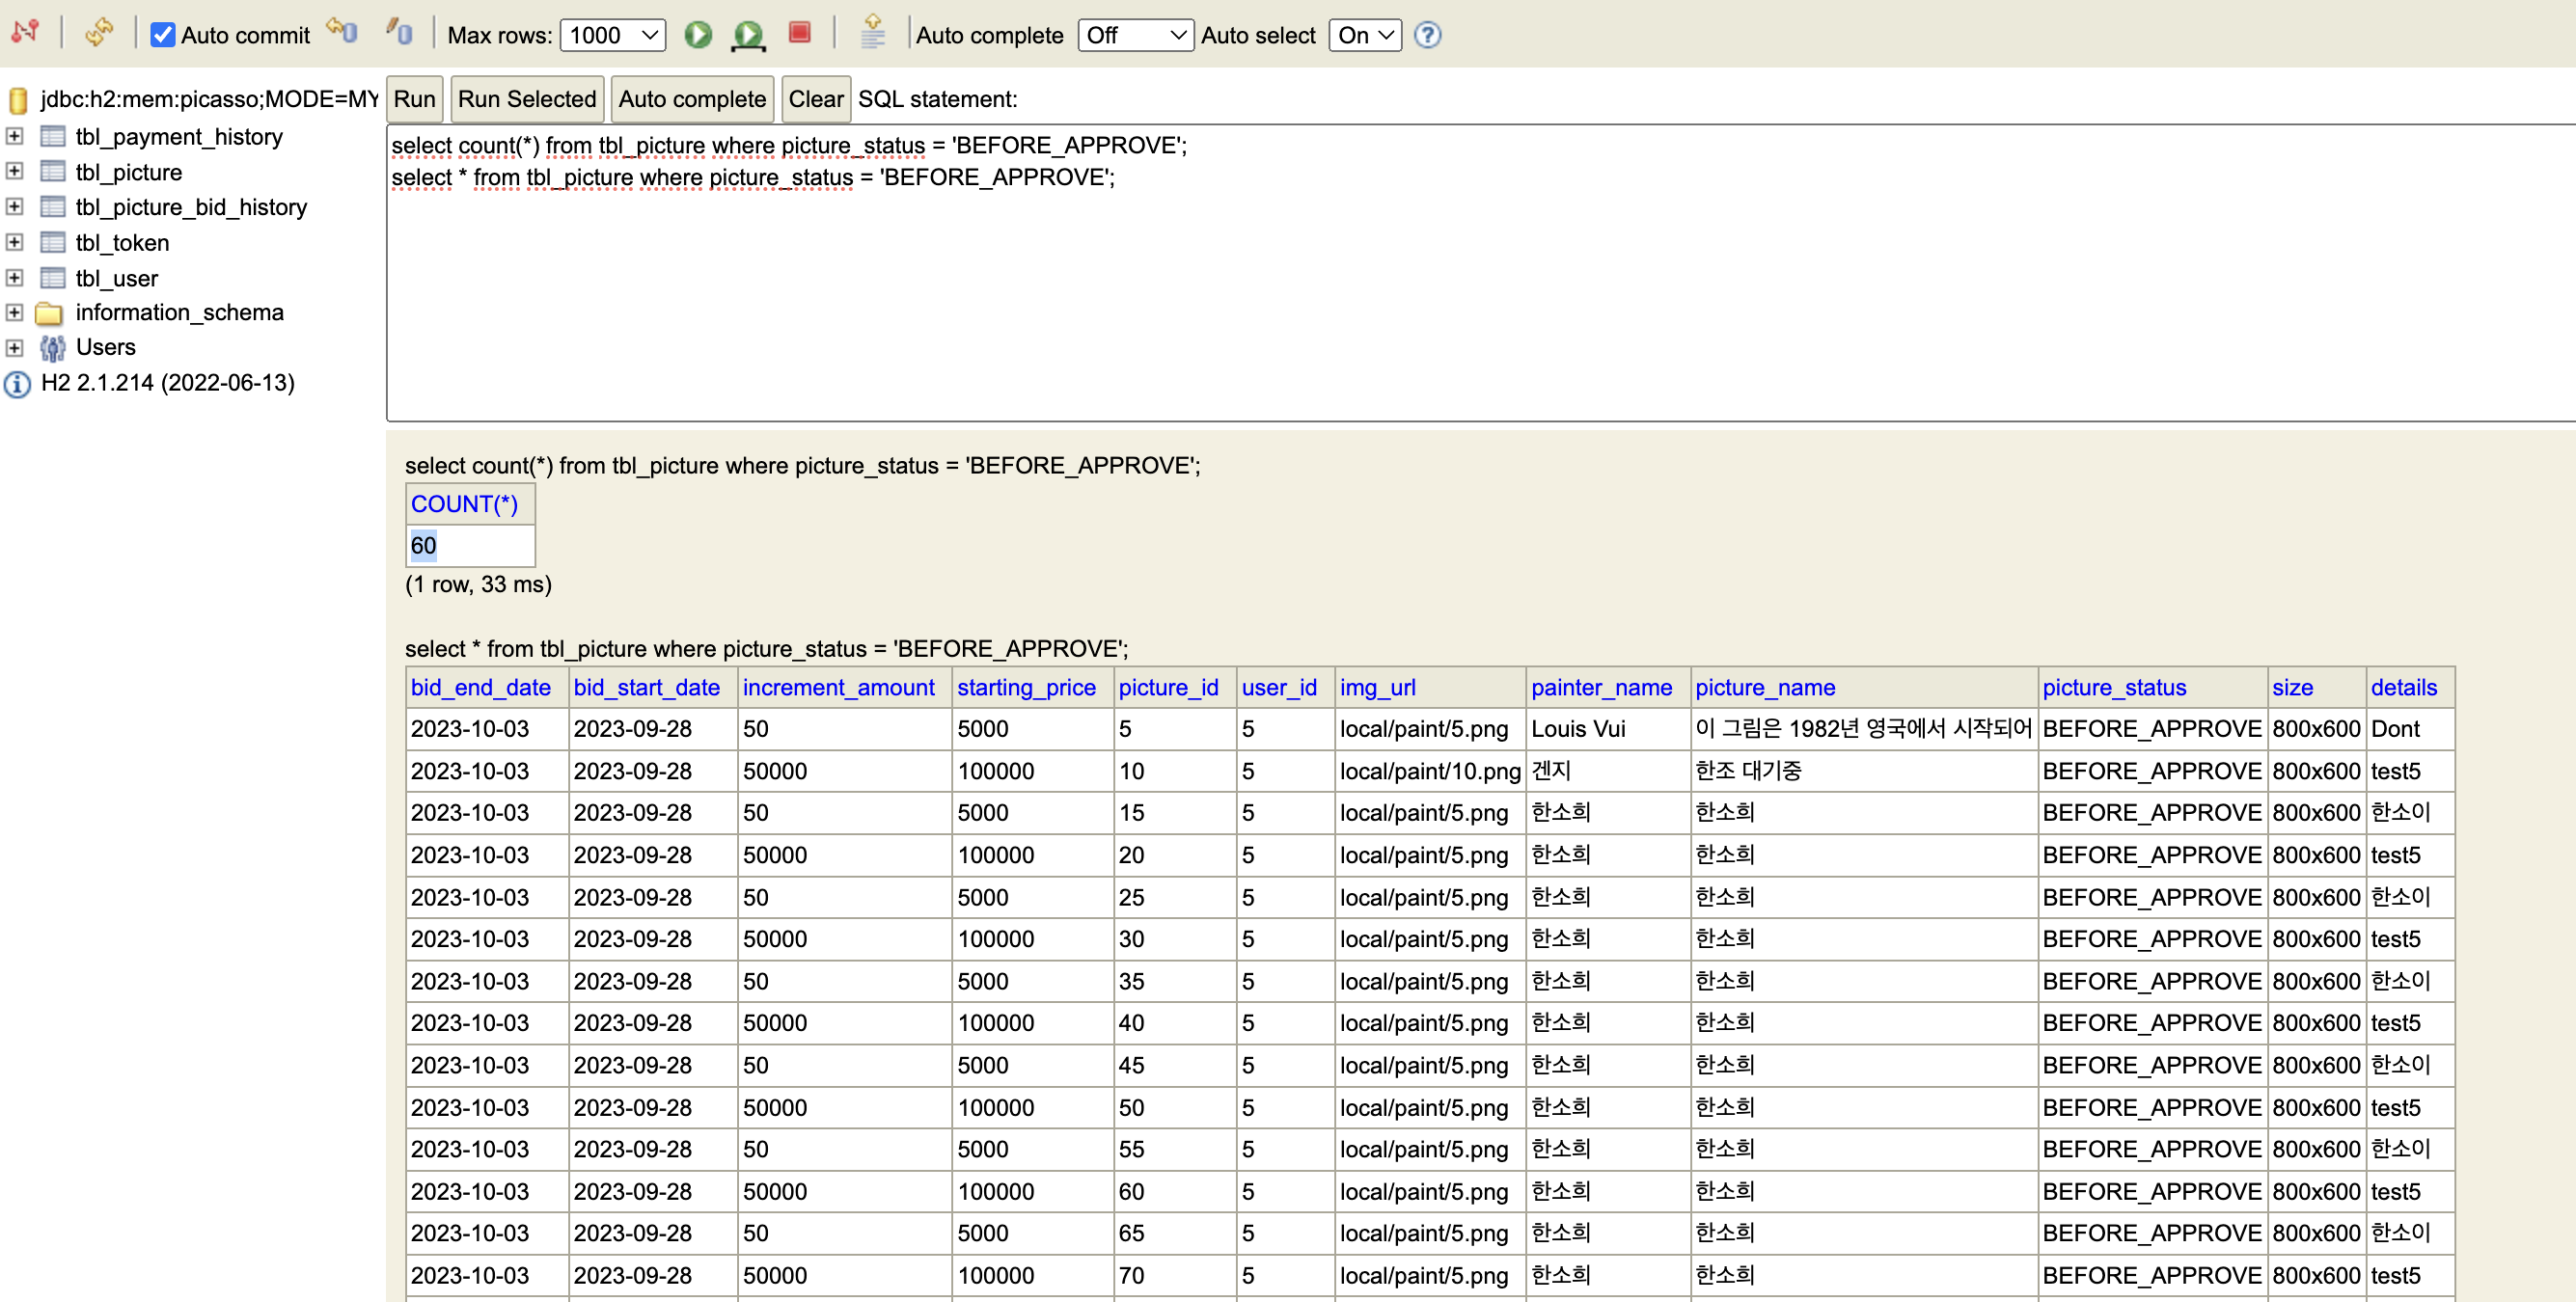 Auto commit Max rows: 1000 Auto complete Off Auto select On
jdbc:h2:mem:picasso;MODE=MY
tbl_payment_history
tbl_picture
tbl_picture_bid_history
tbl_token
tbl_user
information_schema
Users
H2 2.1.214 (2022-06-13)
Run Run Selected Auto complete Clear SQL statement:
select count(*) from tbl_picture where picture_status = 'BEFORE_APPROVE';
select * from tbl_picture where picture_status = 'BEFORE_APPROVE';
select count(*) from tbl_picture where picture_status = 'BEFORE_APPROVE';
COUNT(*)
60
(1 row, 33 ms)
select * from tbl_picture where picture_status = 'BEFORE_APPROVE';
bid_end_date bid_start_date increment_amount starting_price picture_id user_id img_url painter_name picture_name picture_status size details
2023-10-03 2023-09-28 50 5000 5 5 local/paint/5.png Louis Vui 이 그림은 1982년 영국에서 시작되어 BEFORE_APPROVE 800x600 Dont
2023-10-03 2023-09-28 50000 100000 10 5 local/paint/10.png 겐지 한조 대기중 BEFORE_APPROVE 800x600 test5
2023-10-03 2023-09-28 50 5000 15 5 local/paint/5.png 한소희 한소희 BEFORE_APPROVE 800x600 한소이
2023-10-03 2023-09-28 50000 100000 20 5 local/paint/5.png 한소희 한소희 BEFORE_APPROVE 800x600 test5
2023-10-03 2023-09-28 50 5000 25 5 local/paint/5.png 한소희 한소희 BEFORE_APPROVE 800x600 한소이
2023-10-03 2023-09-28 50000 100000 30 5 local/paint/5.png 한소희 한소희 BEFORE_APPROVE 800x600 test5
2023-10-03 2023-09-28 50 5000 35 5 local/paint/5.png 한소희 한소희 BEFORE_APPROVE 800x600 한소이
2023-10-03 2023-09-28 50000 100000 40 5 local/paint/5.png 한소희 한소희 BEFORE_APPROVE 800x600 test5
2023-10-03 2023-09-28 50 5000 45 5 local/paint/5.png 한소희 한소희 BEFORE_APPROVE 800x600 한소이
2023-10-03 2023-09-28 50000 100000 50 5 local/paint/5.png 한소희 한소희 BEFORE_APPROVE 800x600 test5
2023-10-03 2023-09-28 50 5000 55 5 local/paint/5.png 한소희 한소희 BEFORE_APPROVE 800x600 한소이
2023-10-03 2023-09-28 50000 100000 60 5 local/paint/5.png 한소희 한소희 BEFORE_APPROVE 800x600 test5
2023-10-03 2023-09-28 50 5000 65 5 local/paint/5.png 한소희 한소희 BEFORE_APPROVE 800x600 한소이
2023-10-03 2023-09-28 50000 100000 70 5 local/paint/5.png 한소희 한소희 BEFORE_APPROVE 800x600 test5